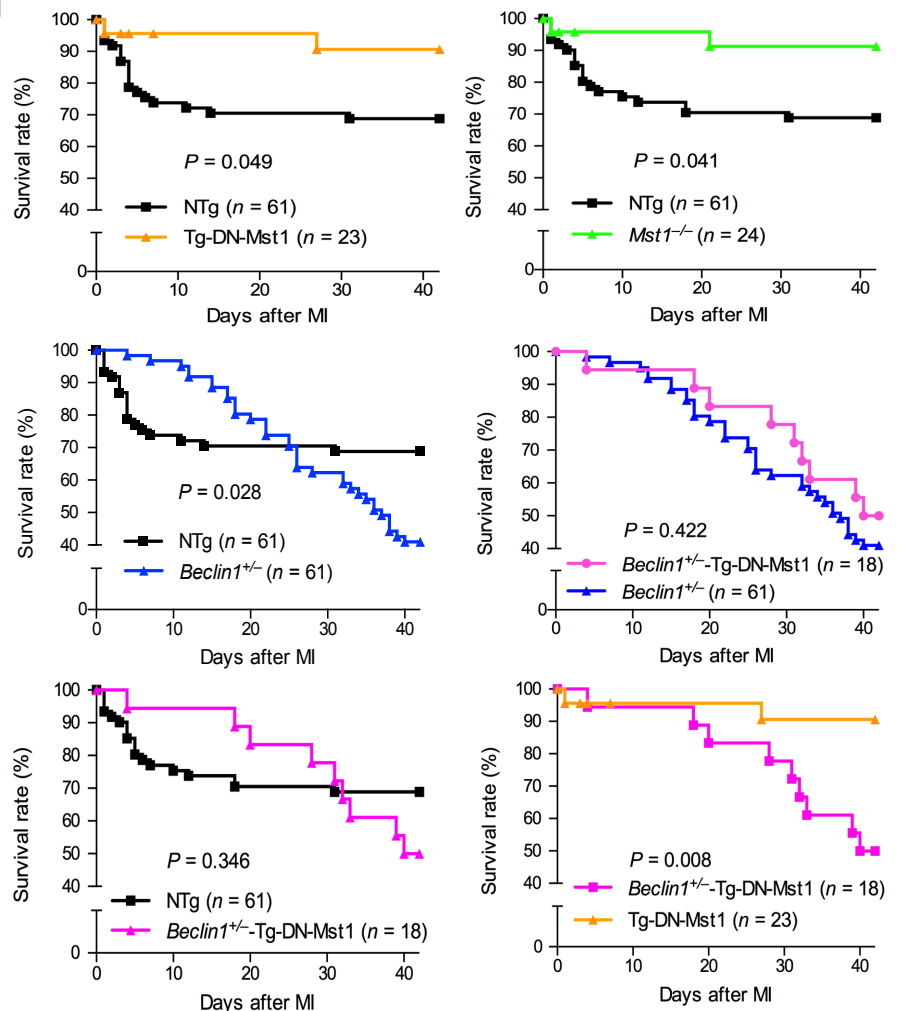 100
90
80
70
60
50
40
0
Survival rate (%)
P = 0.049
NTg (n = 61)
Tg-DN-Mst1 (n = 23)
0 10 20 30 40
Days after MI
100
90
80
70
60
50
40
0
Survival rate (%)
P = 0.041
NTg (n = 61)
Mst1–/– (n = 24)
0 10 20 30 40
Days after MI
100
90
80
70
60
50
40
0
Survival rate (%)
P = 0.028
NTg (n = 61)
Beclin1+/– (n = 61)
0 10 20 30 40
Days after MI
100
90
80
70
60
50
40
0
Survival rate (%)
P = 0.422
Beclin1+/–-Tg-DN-Mst1 (n = 18)
Beclin1+/– (n = 61)
0 10 20 30 40
Days after MI
100
90
80
70
60
50
40
0
Survival rate (%)
P = 0.346
NTg (n = 61)
Beclin1+/–-Tg-DN-Mst1 (n = 18)
0 10 20 30 40
Days after MI
100
90
80
70
60
50
40
0
Survival rate (%)
P = 0.008
Beclin1+/–-Tg-DN-Mst1 (n = 18)
Tg-DN-Mst1 (n = 23)
0 10 20 30 40
Days after MI